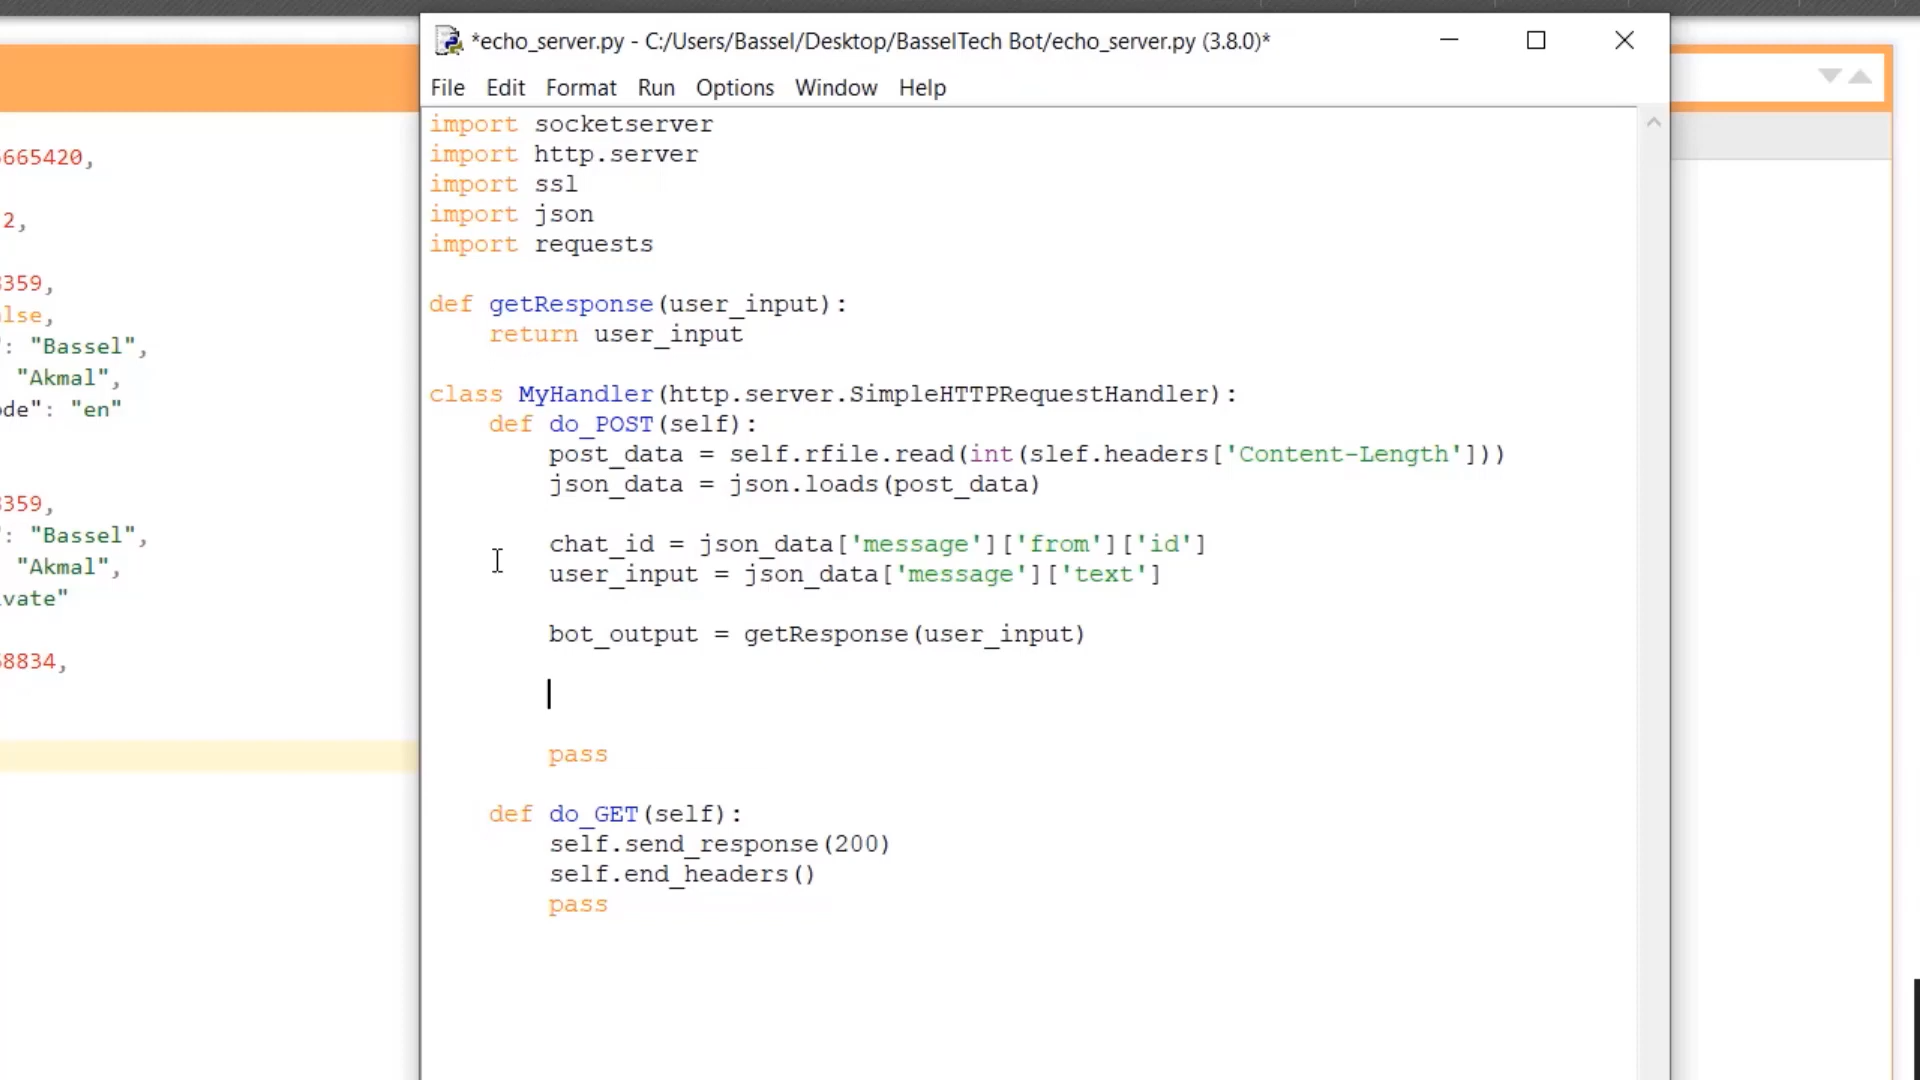 *echo_server.py - C:/Users/Bassel/Desktop/BasselTech Bot/echo_server.py (3.8.0)*
File Edit Format Run Options Window Help
import socketserver
import http.server
import ssl
import json
import requests
def getResponse(user_input):
return user_input
class MyHandler(http.server.SimpleHTTPRequestHandler):
def do_POST(self):
post_data = self.rfile.read(int(slef.headers['Content-Length']))
json_data = json.loads(post_data)
chat_id = json_data['message']['from']['id']
user_input = json_data['message']['text']
bot_output = getResponse(user_input)
pass
def do_GET(self):
self.send_response(200)
self.end_headers()
pass
665420,
2,
359,
lse,
": "Bassel",
"Akmal",
ode": "en"
359,
: "Bassel",
"Akmal",
vate"
8834,